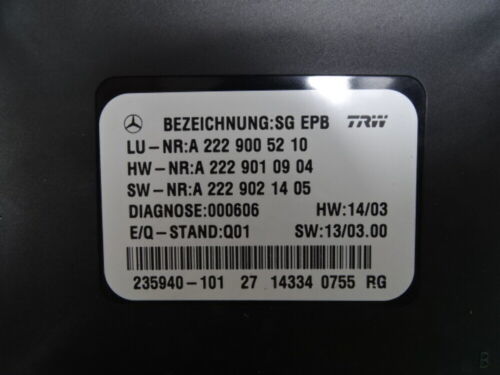 BEZEICHNUNG:SG EPB TRW
LU-NR:A 222 900 52 10
HW-NR:A 222 901 09 04
SW-NR:A 222 902 14 05
DIAGNOSE:000606 HW:14/03
E/Q-STAND:Q01 SW:13/03.00
235940-101 27 14334 0755 RG
B